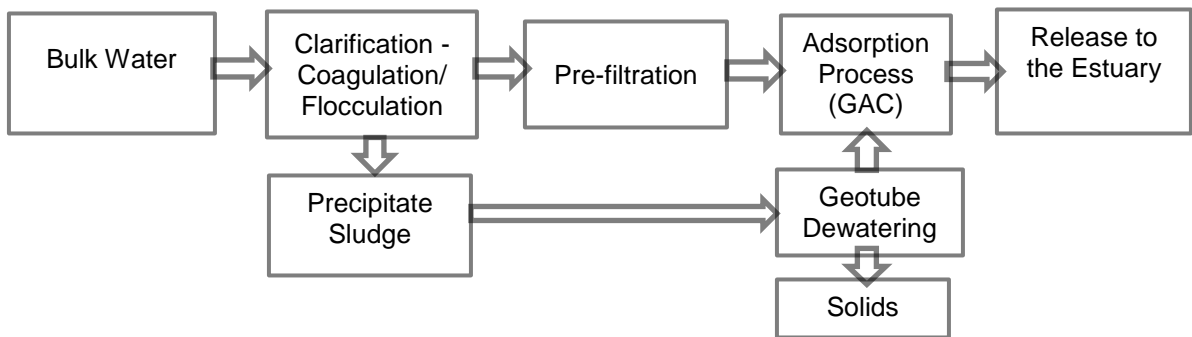 Bulk Water
Clarification -
Coagulation/
Flocculation
Pre-filtration
Adsorption
Process
(GAC)
Release to
the Estuary
Precipitate
Sludge
Geotube
Dewatering
Solids